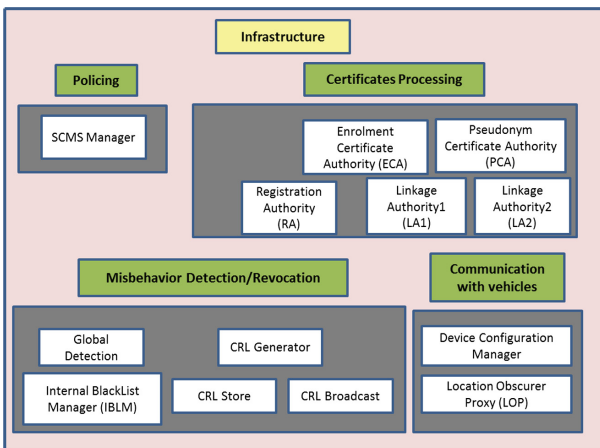 Infrastructure
Policing
Certificates Processing
SCMS Manager
Enrolment
Certificate
Authority (ECA)
Pseudonym
Certificate Authority
(PCA)
Registration
Authority
(RA)
Linkage
Authority1
(LA1)
Linkage
Authority2
(LA2)
Misbehavior Detection/Revocation
Communication
with vehicles
Global
Detection
CRL Generator
Internal BlackList
Manager (IBLM)
CRL Store
CRL Broadcast
Device Configuration
Manager
Location Obscurer
Proxy (LOP)